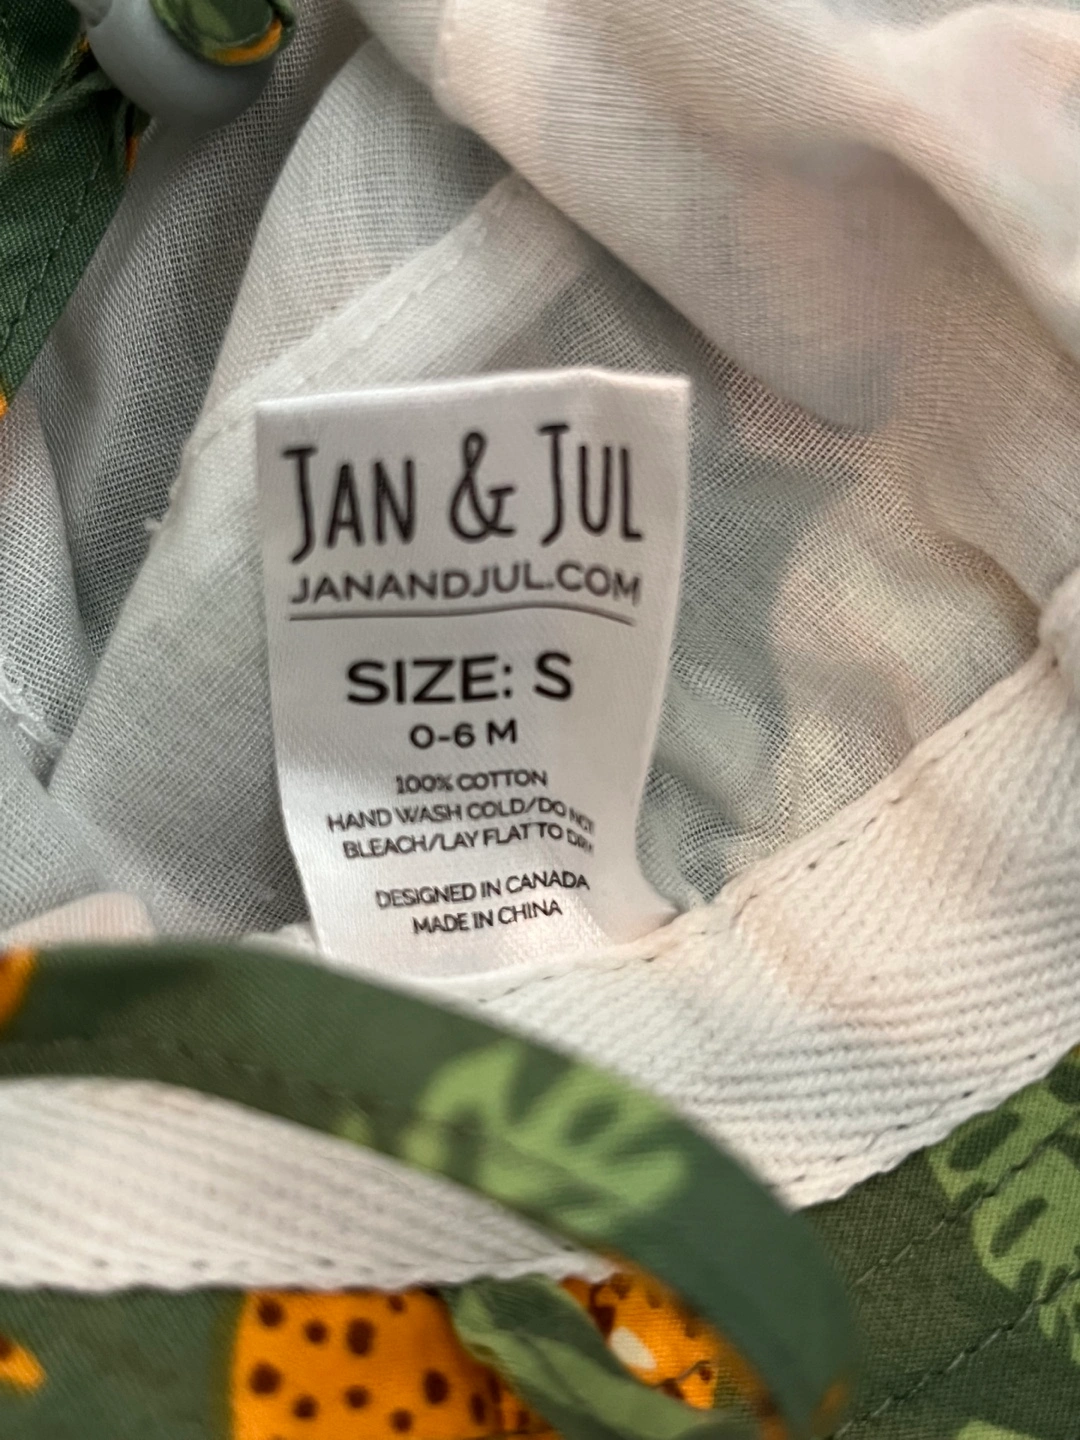 JAN & JUL
JANANDJUL.COM
SIZE: S
0-6 M
100% COTTON
HAND WASH COLD/DO NOT
BLEACH/LAY FLAT TO DRY
DESIGNED IN CANADA
MADE IN CHINA